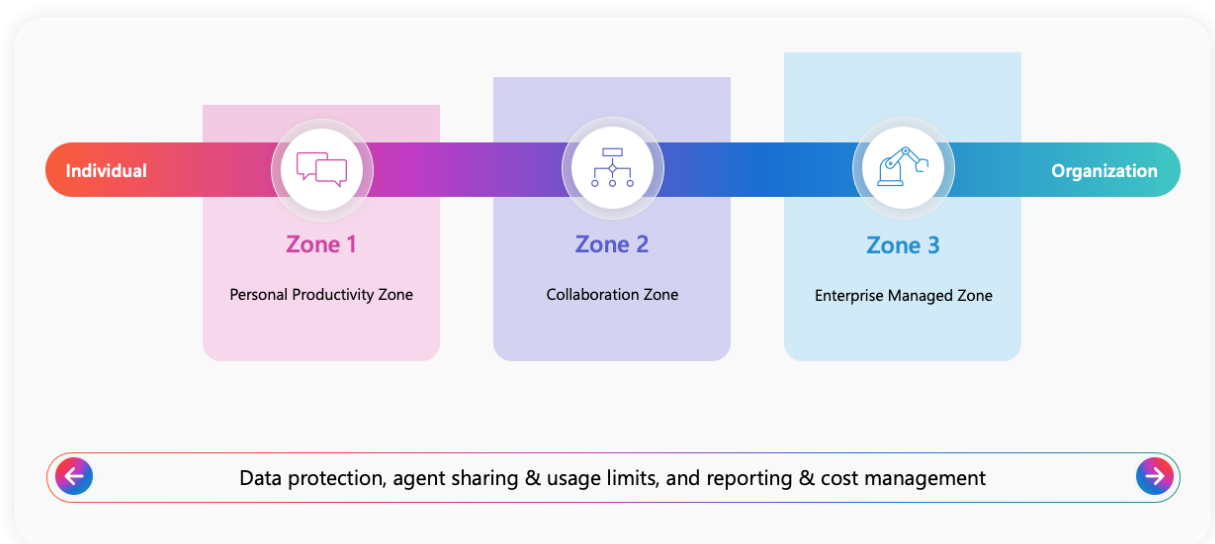 Individual
Organization
Zone 1
Personal Productivity Zone
Zone 2
Collaboration Zone
Zone 3
Enterprise Managed Zone
Data protection, agent sharing & usage limits, and reporting & cost management